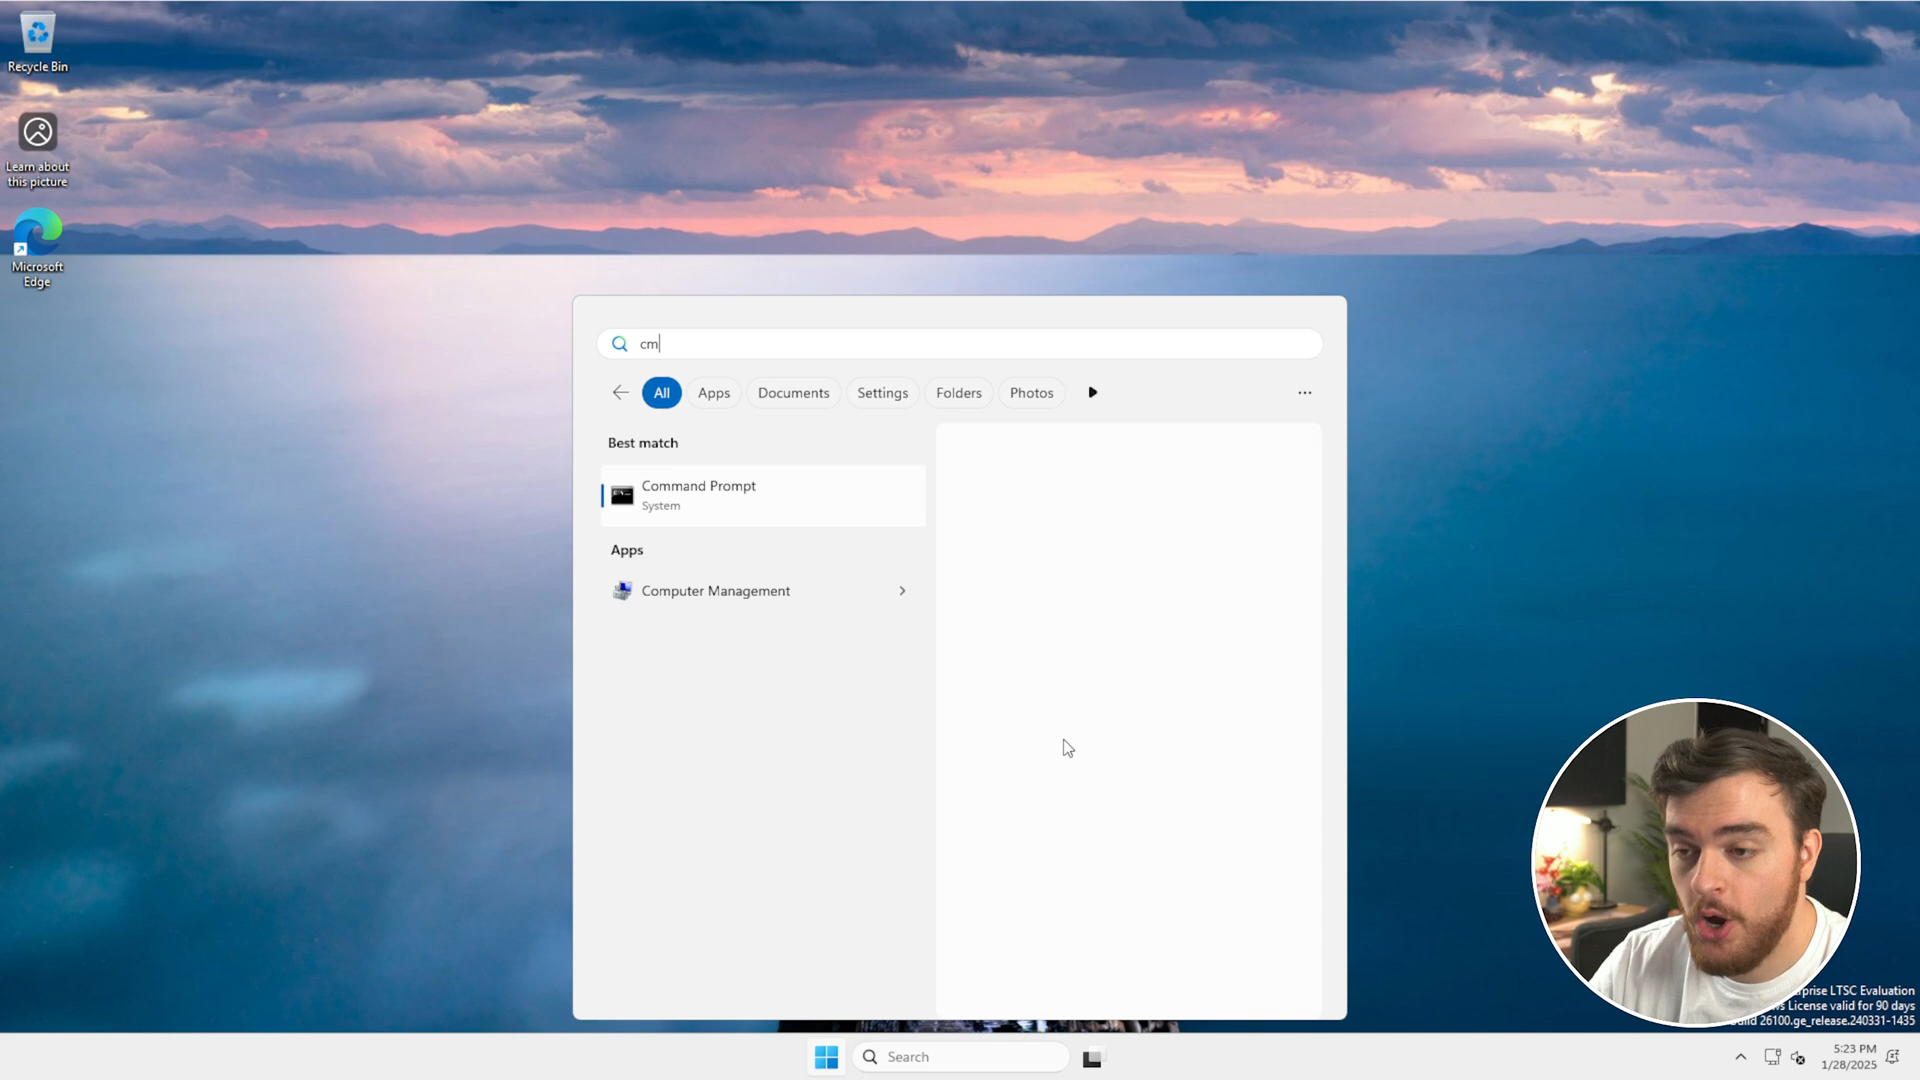 Recycle Bin
Learn about
this picture
Microsoft
Edge
cm
All
Apps
Documents
Settings
Folders
Photos
Best match
Command Prompt
System
Apps
Computer Management
LTSC Evaluation
License valid for 90 days
26100.ge_release.240331-1435
Search
5:23 PM
1/28/2025